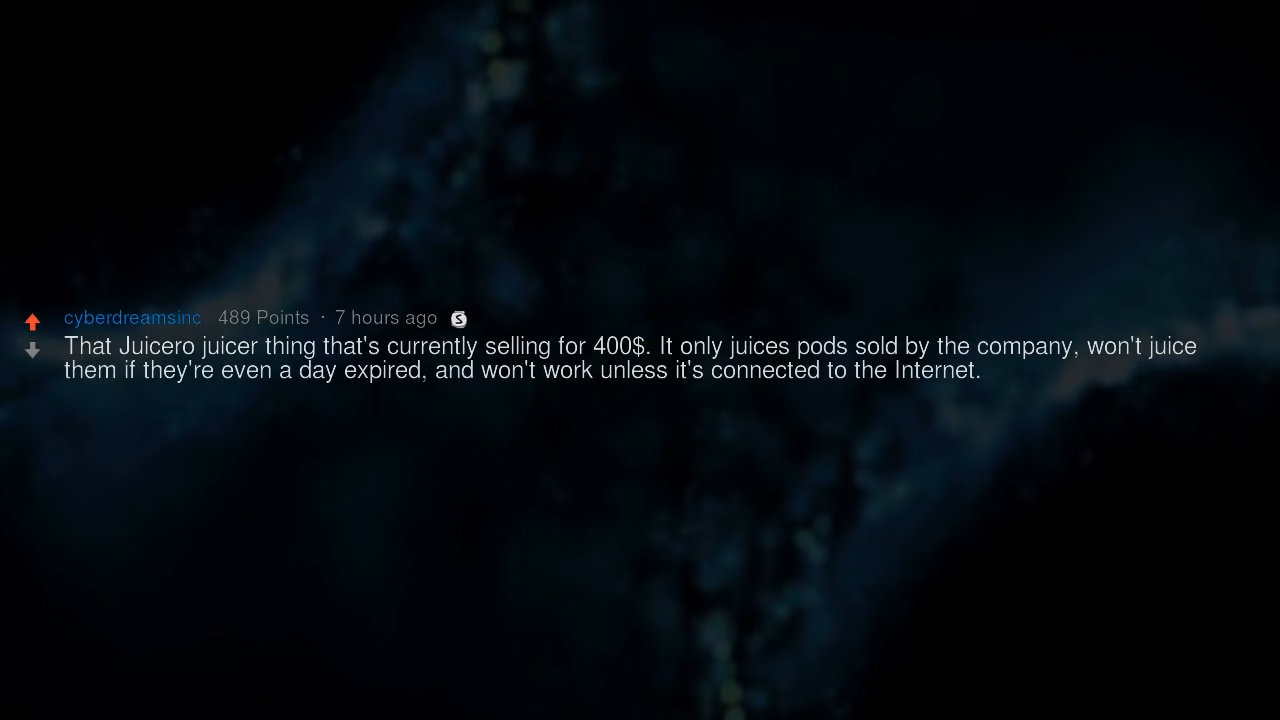 cyberdreamsinc 489 Points · 7 hours ago S
That Juicero juicer thing that's currently selling for 400$. It only juices pods sold by the company, won't juice
them if they're even a day expired, and won't work unless it's connected to the Internet.